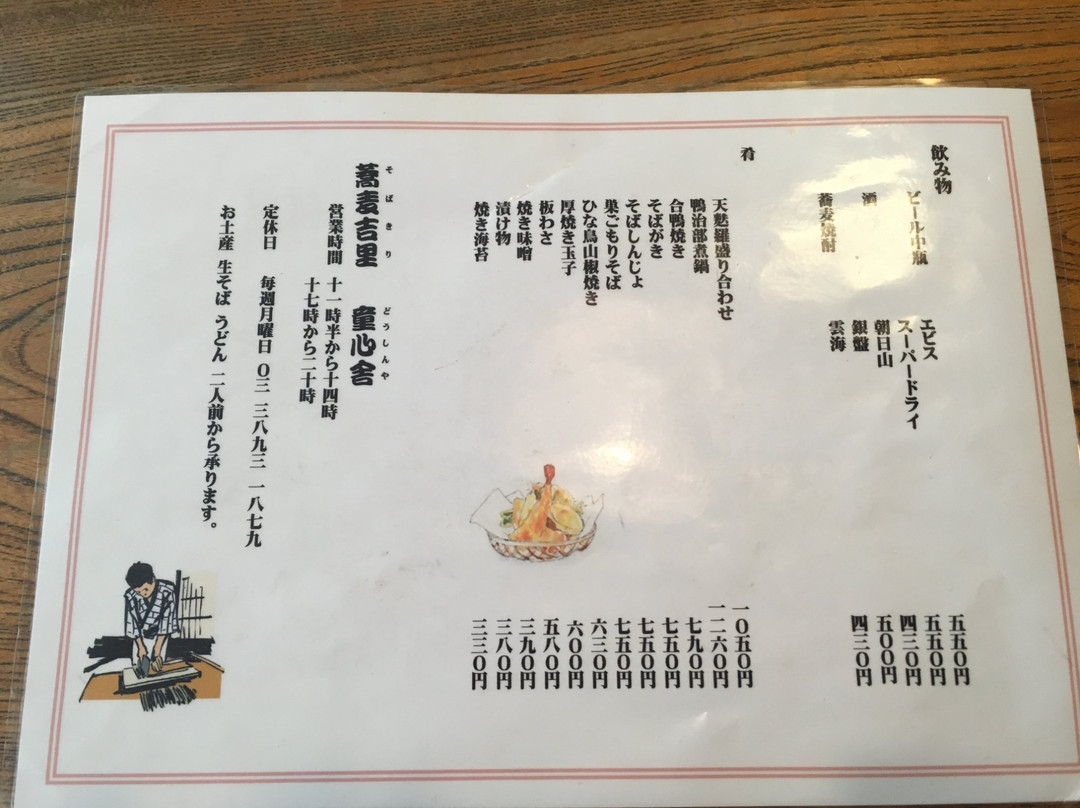 飲み物
ビール中瓶 エビス 五五〇円
スーパードライ 五五〇円
酒 朝日山 四三〇円
銀盤 五〇〇円
蕎麦焼酎 雲海 四三〇円
肴
天麩羅盛り合わせ 一〇五〇円
鴨治部煮鍋 一二六〇円
合鴨焼き 七九〇円
そばがき 七五〇円
そばしんじょ 七五〇円
巣ごもりそば 七五〇円
ひな鳥山椒焼き 六三〇円
厚焼き玉子 六〇〇円
板わさ 五八〇円
焼き味噌 三九〇円
漬け物 三八〇円
焼き海苔 三三〇円
そばきり どうしんや
蕎麦吉里 童心舎
営業時間 十一時半から十四時
十七時から二十時
定休日 毎週月曜日 〇三 三八九三 一八七九
お土産 生そば うどん 二人前から承ります。